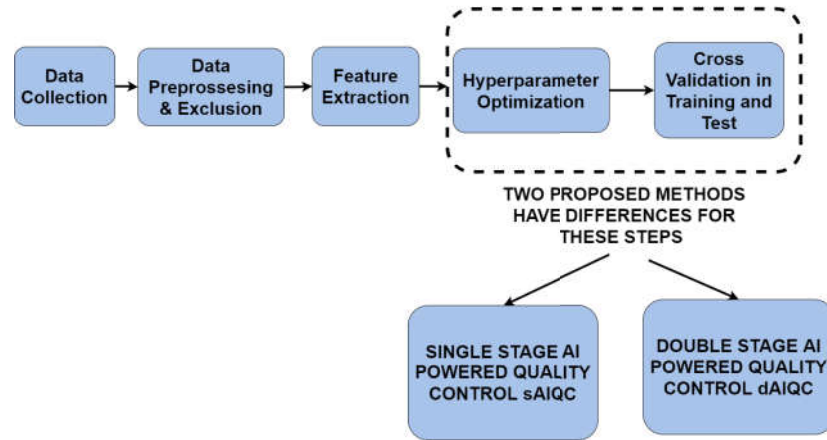 Data
Collection
Data
Preprossesing
& Exclusion
Feature
Extraction
Hyperparameter
Optimization
Cross
Validation in
Training and
Test
TWO PROPOSED METHODS
HAVE DIFFERENCES FOR
THESE STEPS
SINGLE STAGE AI
POWERED QUALITY
CONTROL sAIQC
DOUBLE STAGE AI
POWERED QUALITY
CONTROL dAIQC